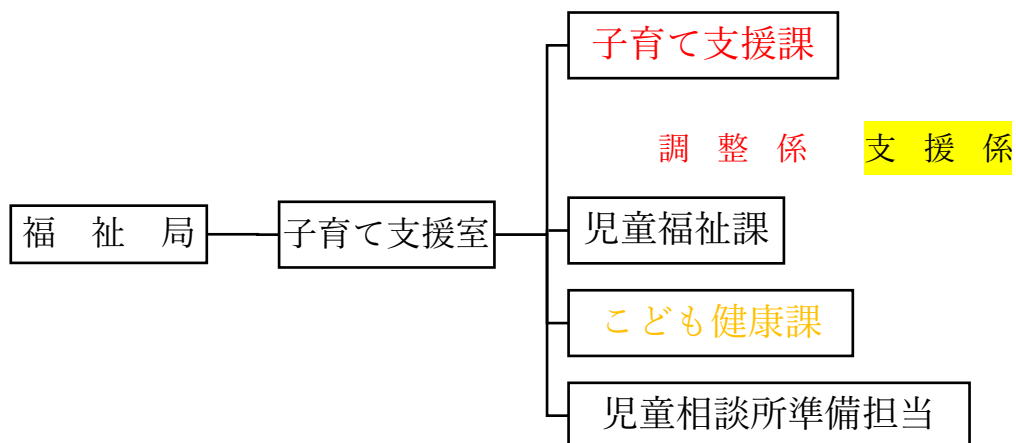 子育て支援課
調整係 支援係
福祉局 子育て支援室 児童福祉課
こども健康課
児童相談所準備担当